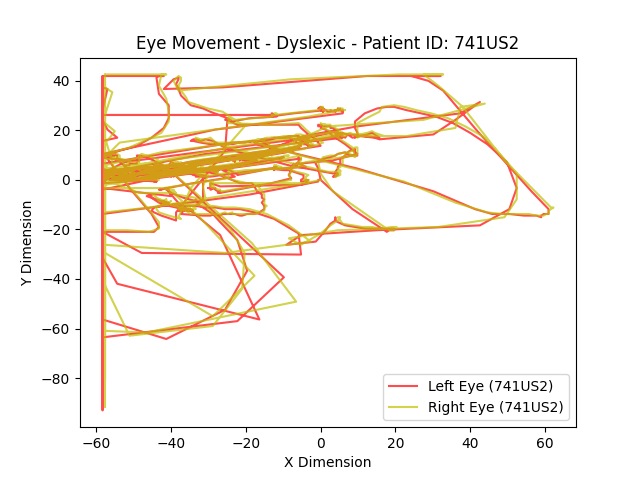 Eye Movement - Dyslexic - Patient ID: 741US2
Y Dimension
40
20
0
−20
−40
−60
−80
−60
−40
−20
0
20
40
60
X Dimension
Left Eye (741US2)
Right Eye (741US2)